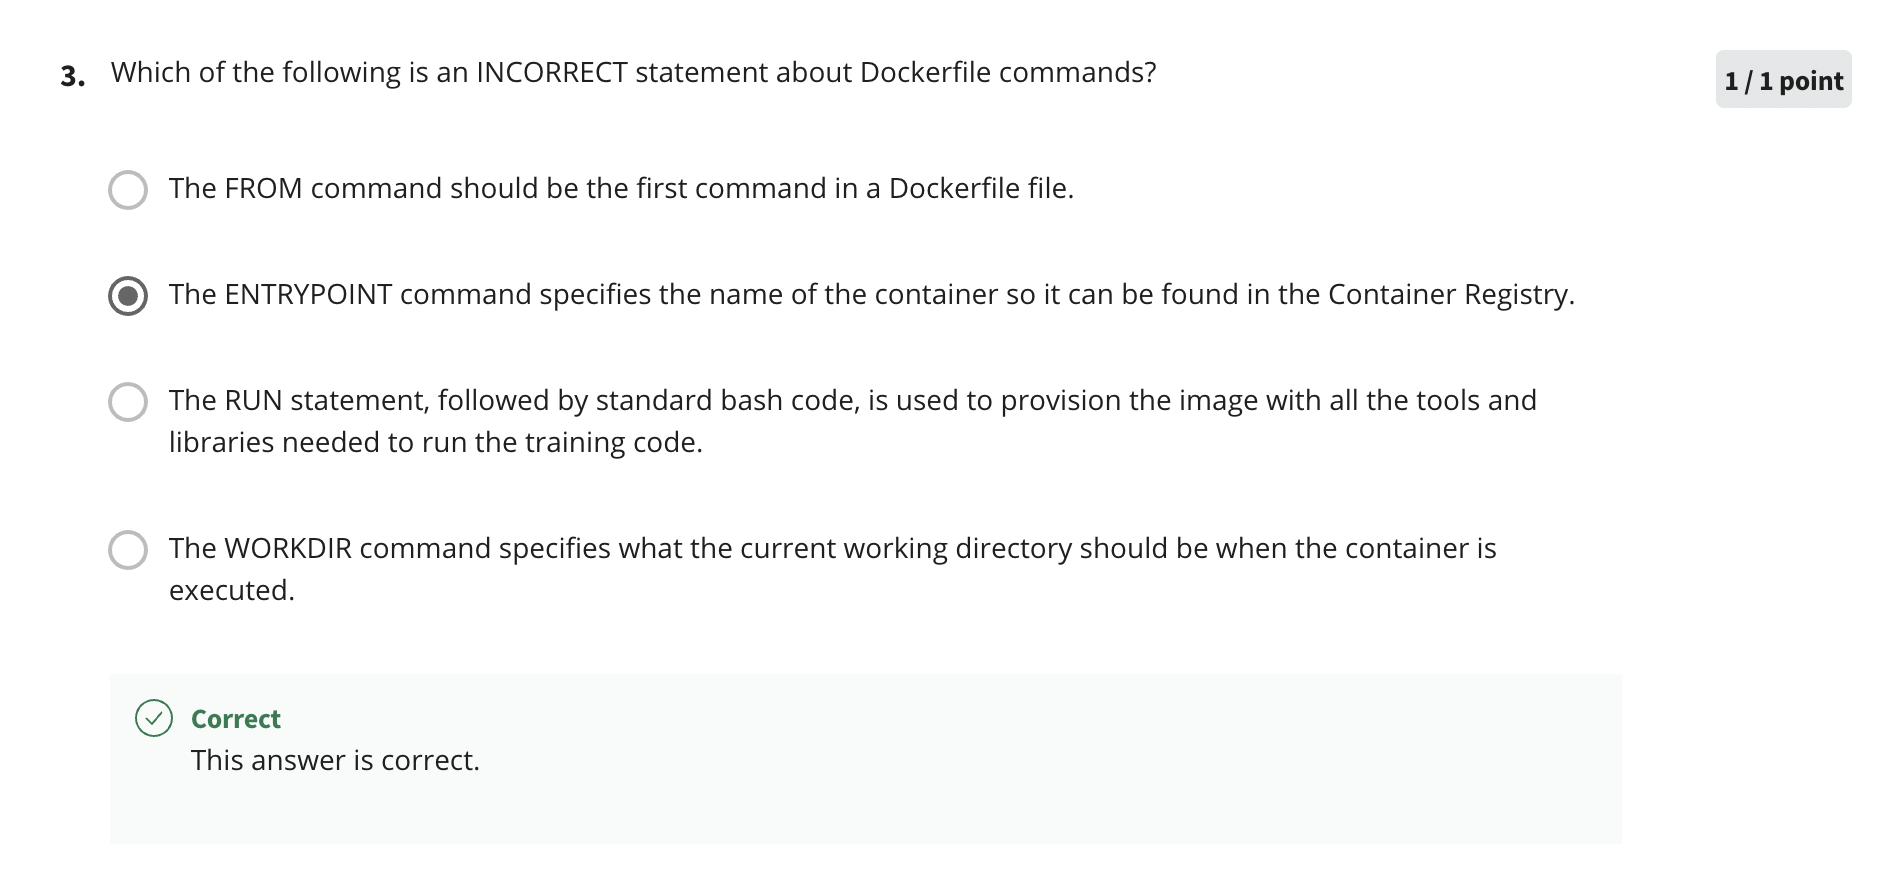 3. Which of the following is an INCORRECT statement about Dockerfile commands?
1 / 1 point
The FROM command should be the first command in a Dockerfile file.
The ENTRYPOINT command specifies the name of the container so it can be found in the Container Registry.
The RUN statement, followed by standard bash code, is used to provision the image with all the tools and
libraries needed to run the training code.
The WORKDIR command specifies what the current working directory should be when the container is
executed.
Correct
This answer is correct.